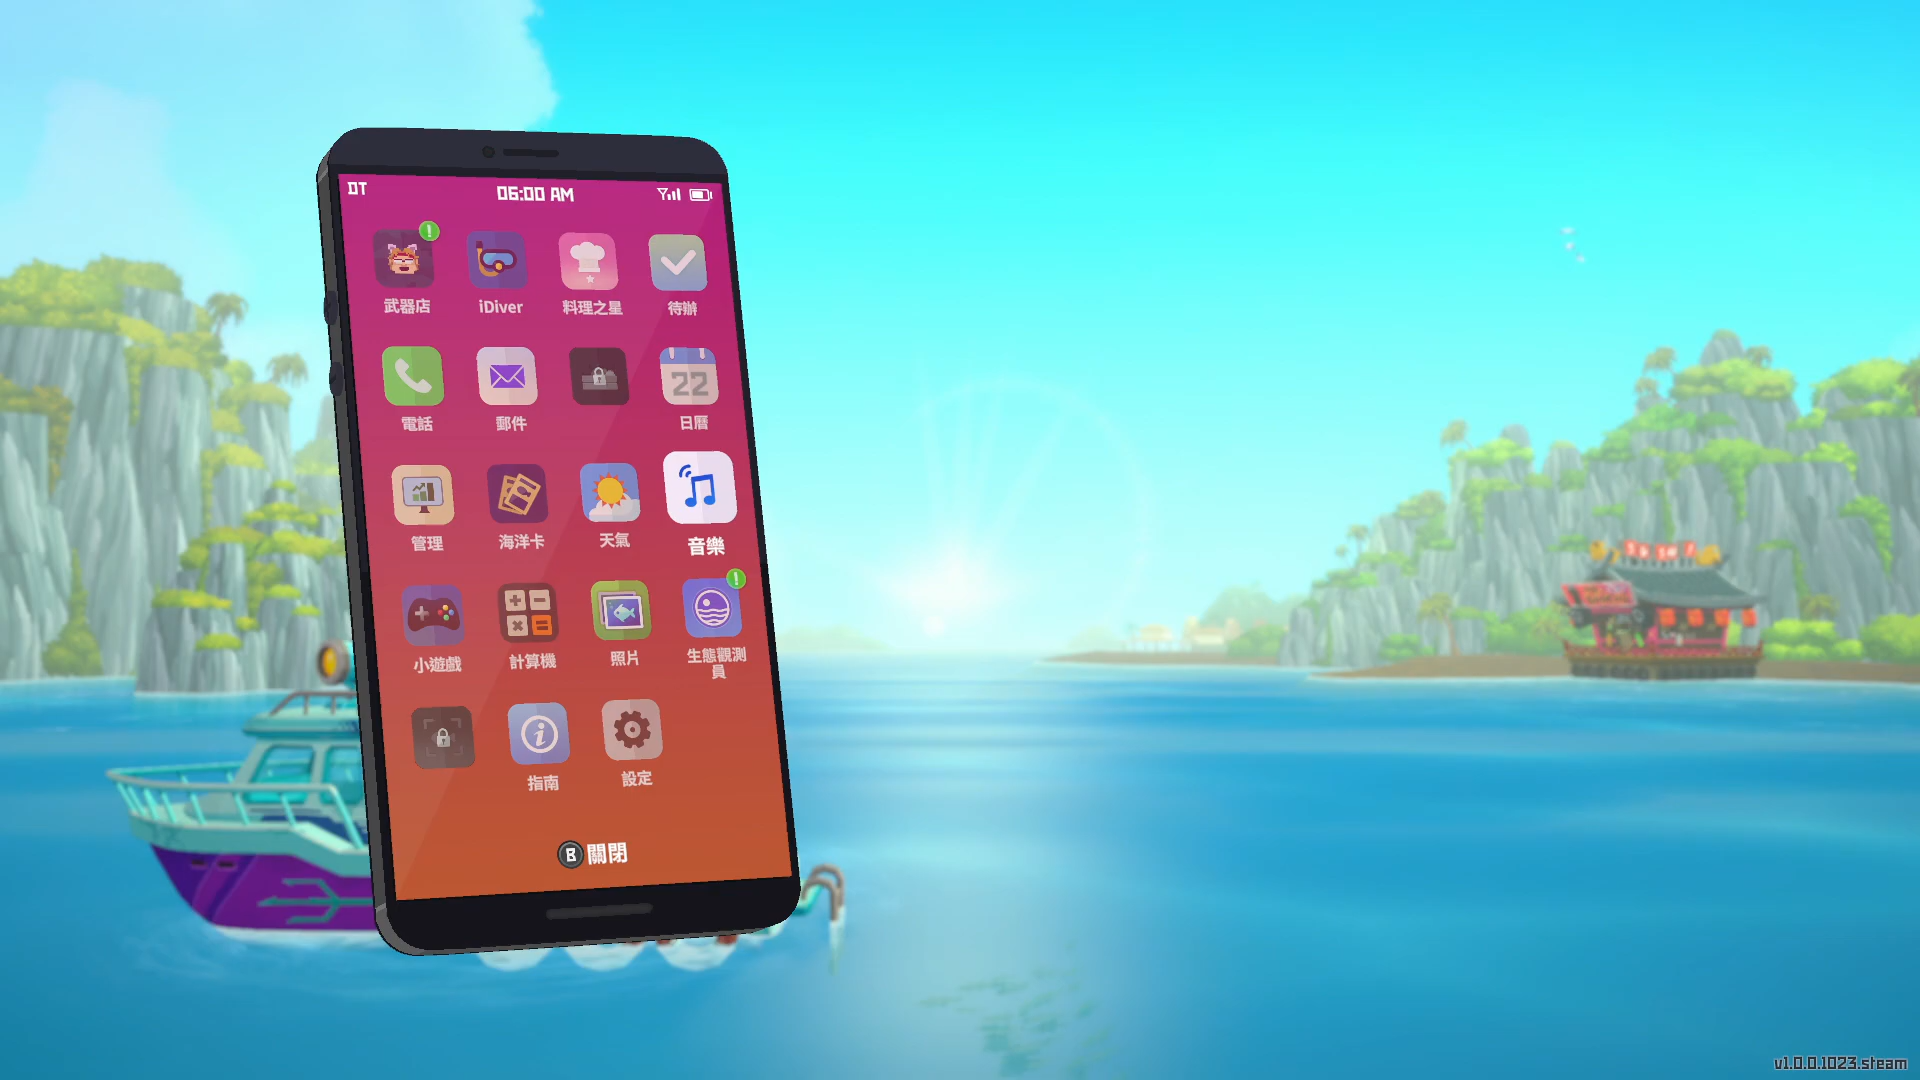 DT 06:00 AM
武器店 iDiver 料理之星 待辦
22
電話 郵件 日曆
管理 海洋卡 天氣 音樂
小遊戲 計算機 照片 生態觀測
員
指南 設定
B 關閉
v1.0.0.1023.steam